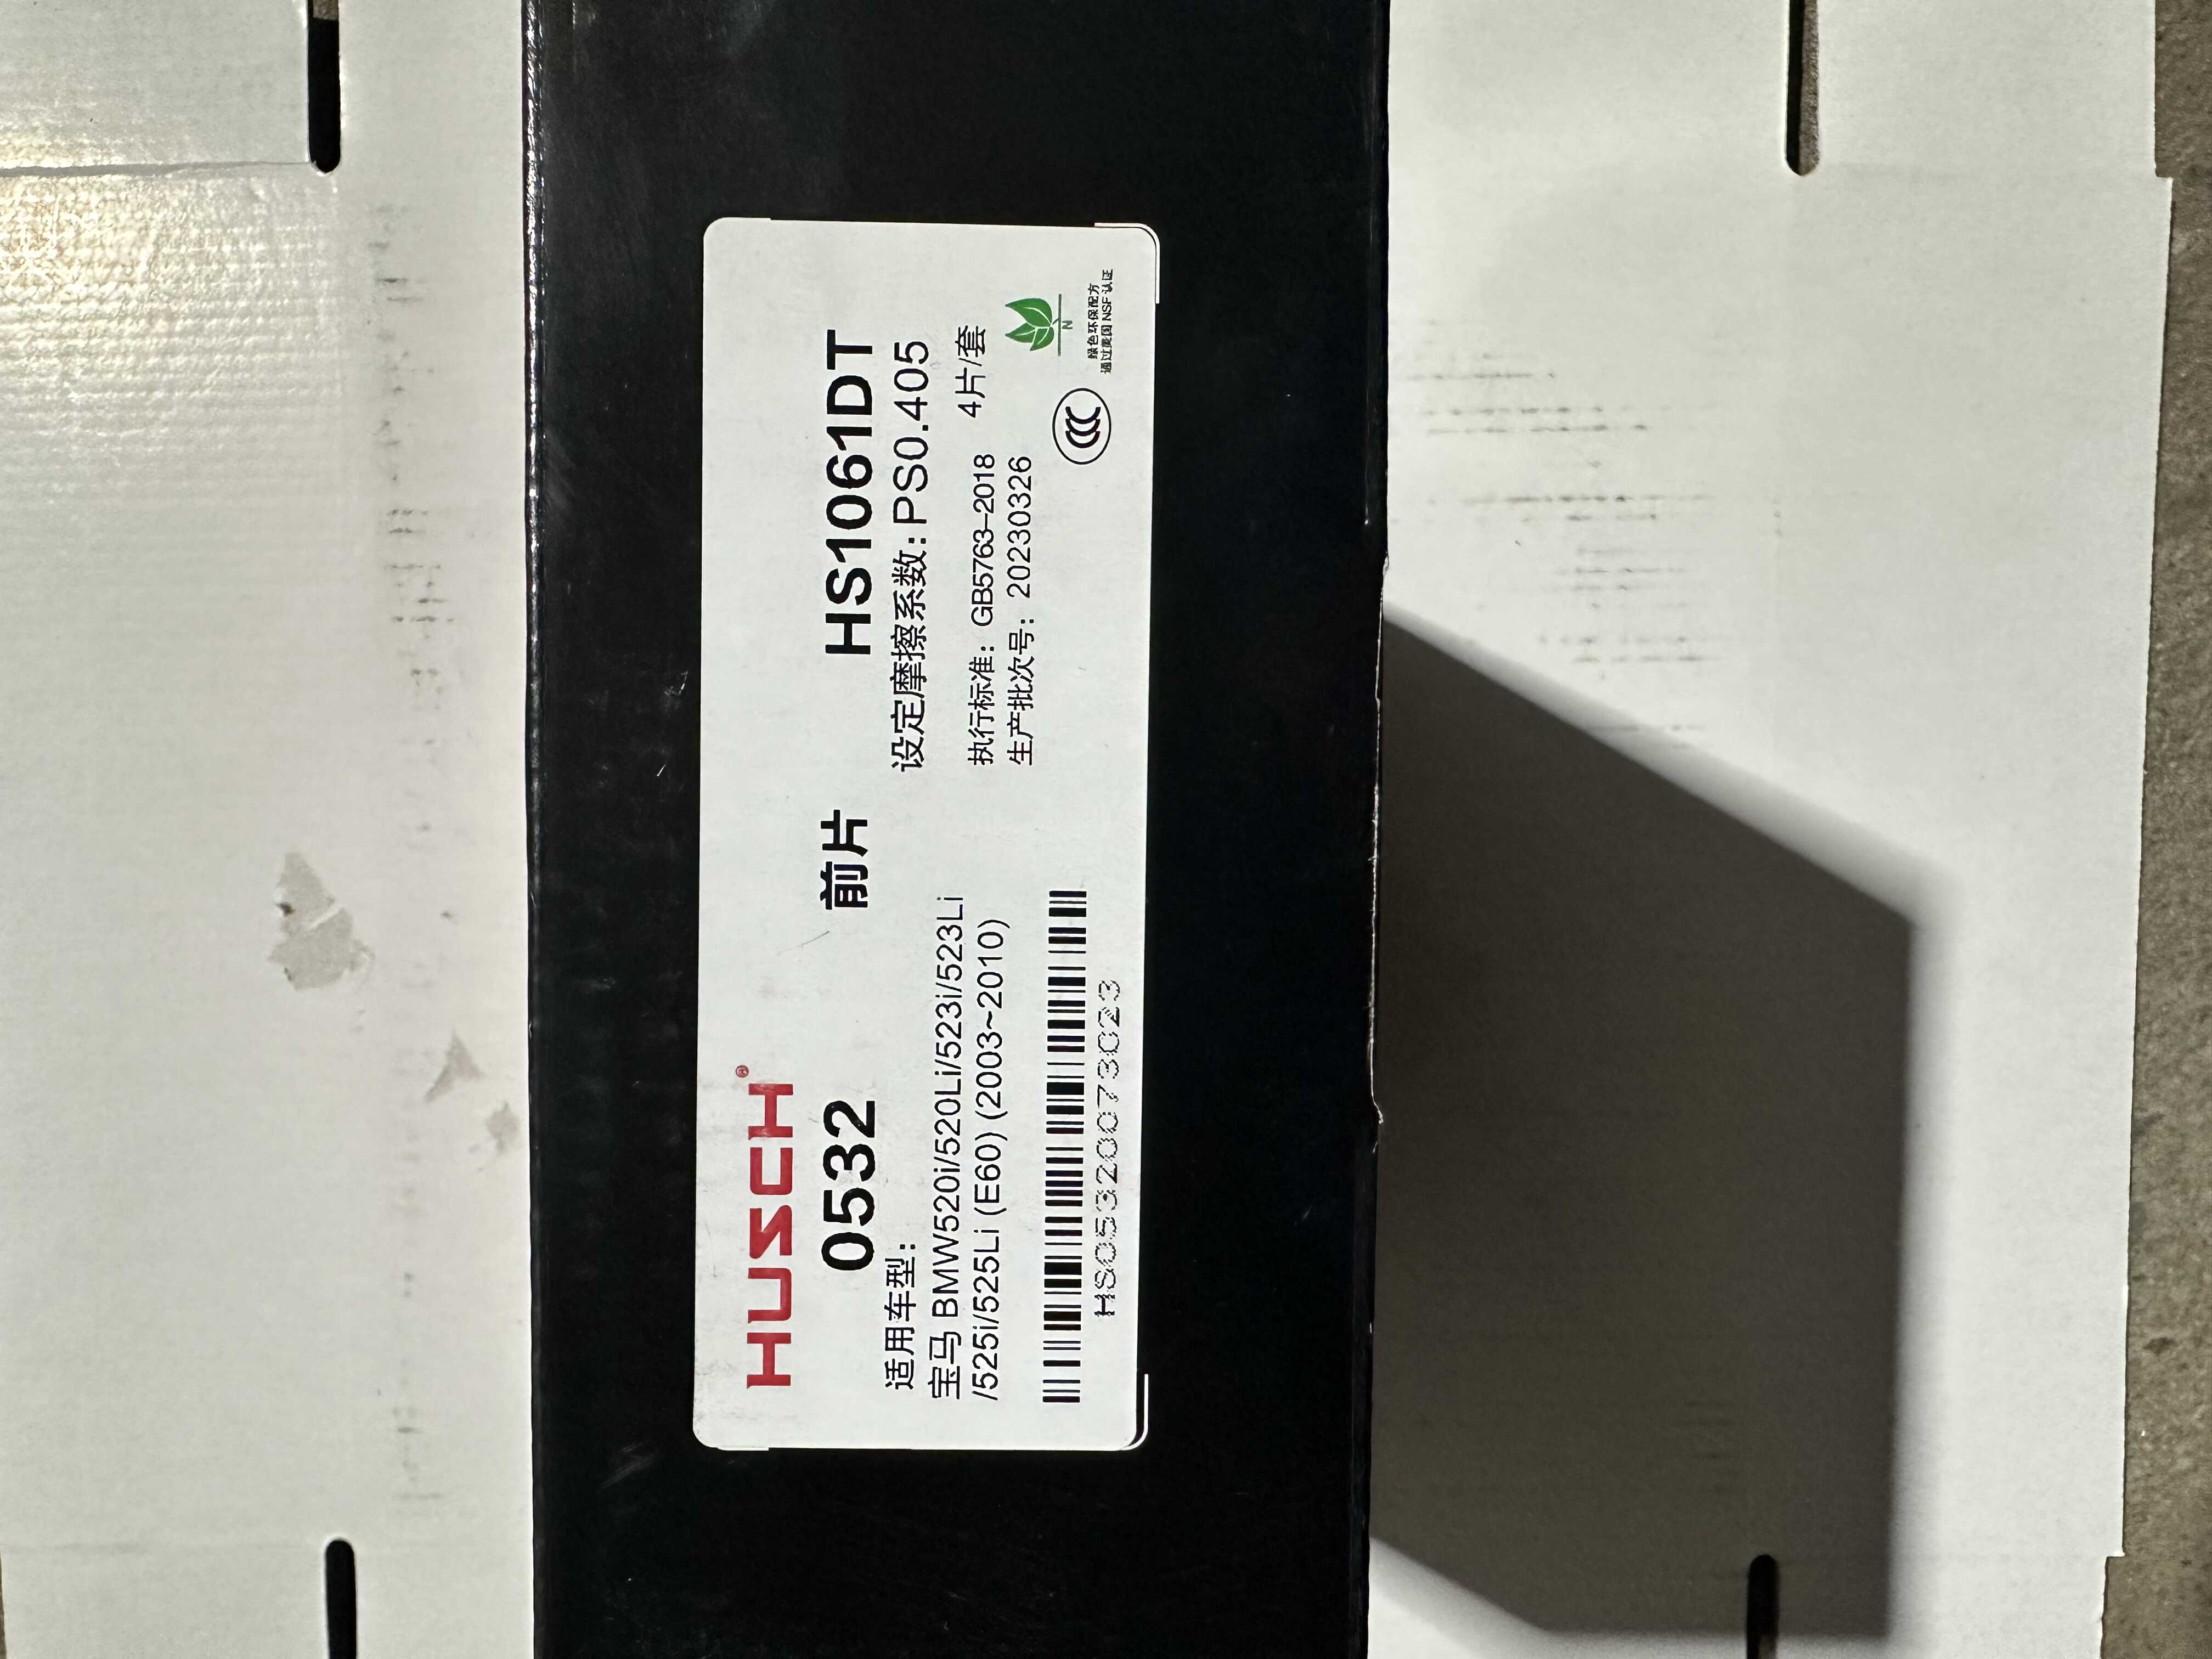 HUSCH®
0532 前片 HS1061DT
适用车型:
宝马 BMW520i/520Li/523i/523Li
/525i/525Li (E60) (2003~2010)
HS05320073023
设定摩擦系数: PS0.405
执行标准: GB5763-2018 4片/套
生产批次号: 20230326
CCC
N
绿色环保配方
通过美国 NSF 认证